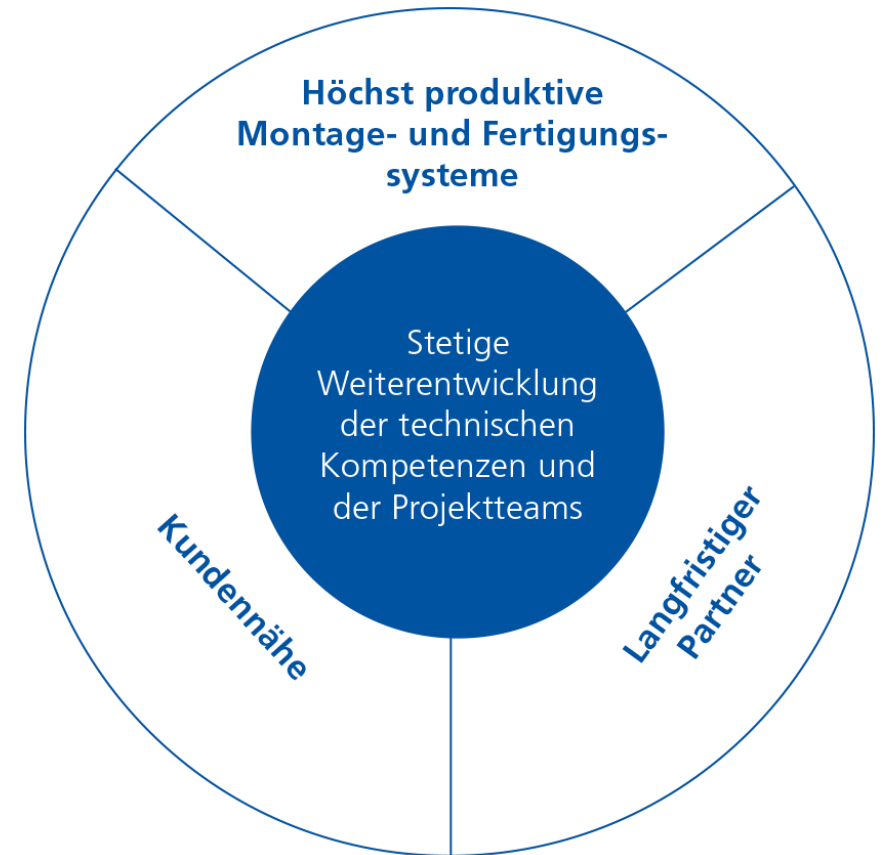 Höchst produktive
Montage- und Fertigungs-
systeme
Stetige
Weiterentwicklung
der technischen
Kompetenzen und
der Projektteams
Kundennähe
Langfristiger
Partner